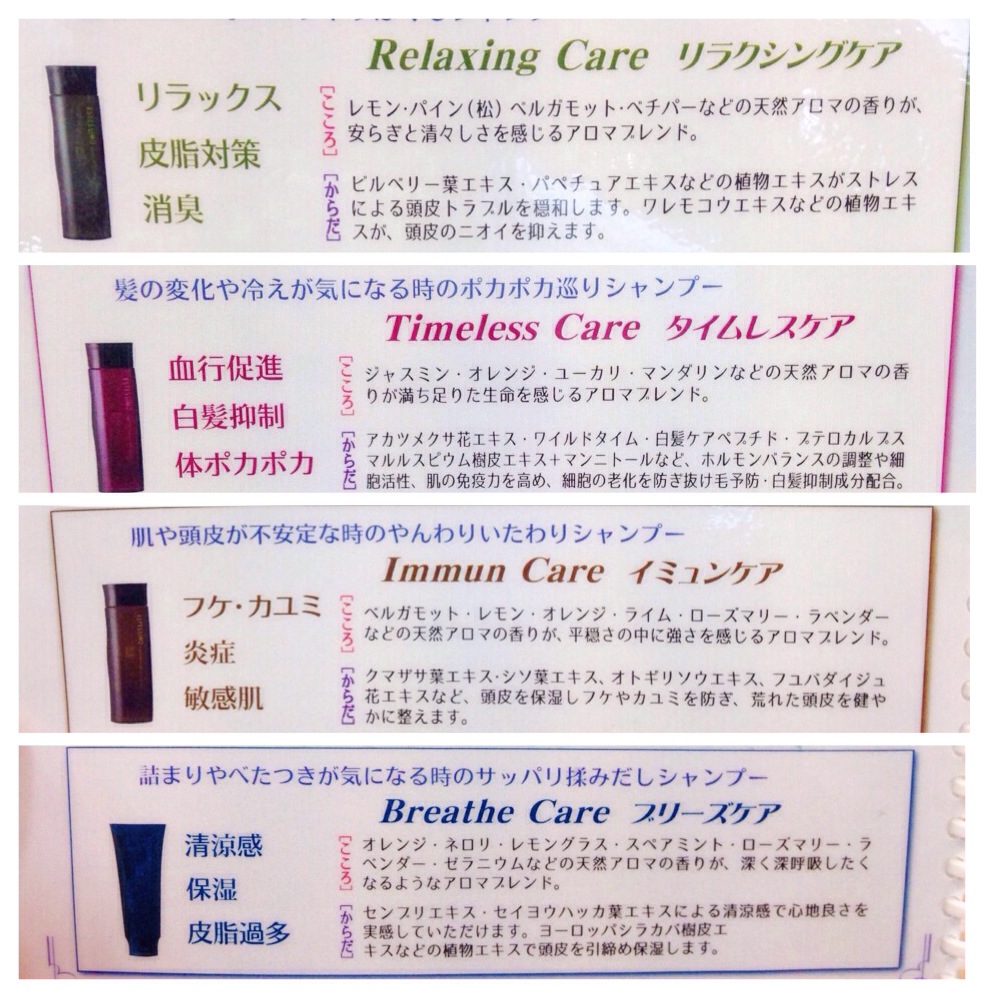 Relaxing Care リラクシングケア
リラックス
皮脂対策
消臭
[こころ]
レモン・パイン(松) ベルガモット・ベチパーなどの天然アロマの香りが、
安らぎと清々しさを感じるアロマブレンド。
[からだ]
ビルベリー葉エキス・パペチュアエキスなどの植物エキスがストレス
による頭皮トラブルを穏和します。ワレモコウエキスなどの植物エキ
スが、頭皮のニオイを抑えます。
髪の変化や冷えが気になる時のポカポカ巡りシャンプー
Timeless Care タイムレスケア
血行促進
白髪抑制
体ポカポカ
[こころ]
ジャスミン・オレンジ・ユーカリ・マンダリンなどの天然アロマの香
りが満ち足りた生命を感じるアロマブレンド。
[からだ]
アカツメクサ花エキス・ワイルドタイム・白髪ケアペプチド・プテロカルプス
マルルスピウム樹皮エキス+マンニトールなど、ホルモンバランスの調整や細
胞活性、肌の免疫力を高め、細胞の老化を防ぎ抜け毛予防・白髪抑制成分配合。
肌や頭皮が不安定な時のやんわりいたわりシャンプー
Immun Care イミュンケア
フケ・カユミ
炎症
敏感肌
[こころ]
ベルガモット・レモン・オレンジ・ライム・ローズマリー・ラベンダー
などの天然アロマの香りが、平穏さの中に強さを感じるアロマブレンド。
[からだ]
クマザサ葉エキス・シソ葉エキス、オトギリソウエキス、フユバダイジュ
花エキスなど、頭皮を保湿しフケやカユミを防ぎ、荒れた頭皮を健や
かに整えます。
詰まりやべたつきが気になる時のサッパリ揉みだしシャンプー
Breathe Care ブリーズケア
清涼感
保湿
皮脂過多
[こころ]
オレンジ・ネロリ・レモングラス・スペアミント・ローズマリー・ラ
ベンダー・ゼラニウムなどの天然アロマの香りが、深く深呼吸したく
なるようなアロマブレンド。
[からだ]
センブリエキス・セイヨウハッカ葉エキスによる清涼感で心地良さを
実感していただけます。ヨーロッパシラカバ樹皮エ
キスなどの植物エキスで頭皮を引締め保湿します。